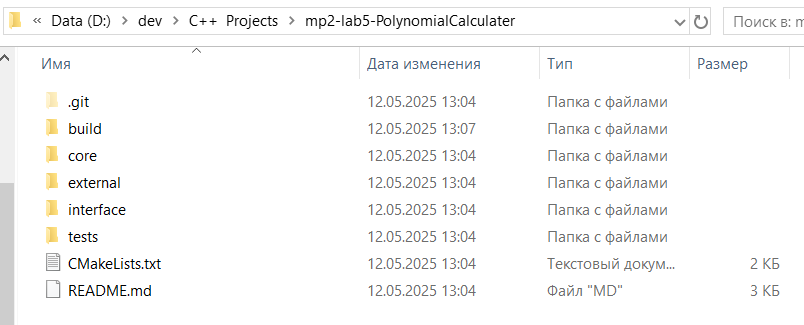 « Data (D:) › dev › C++ Projects › mp2-lab5-PolynomialCalculater
Поиск в: m
Имя Дата изменения Тип Размер
.git 12.05.2025 13:04 Папка с файлами
build 12.05.2025 13:07 Папка с файлами
core 12.05.2025 13:04 Папка с файлами
external 12.05.2025 13:04 Папка с файлами
interface 12.05.2025 13:04 Папка с файлами
tests 12.05.2025 13:04 Папка с файлами
CMakeLists.txt 12.05.2025 13:04 Текстовый докум... 2 КБ
README.md 12.05.2025 13:04 Файл "MD" 3 КБ